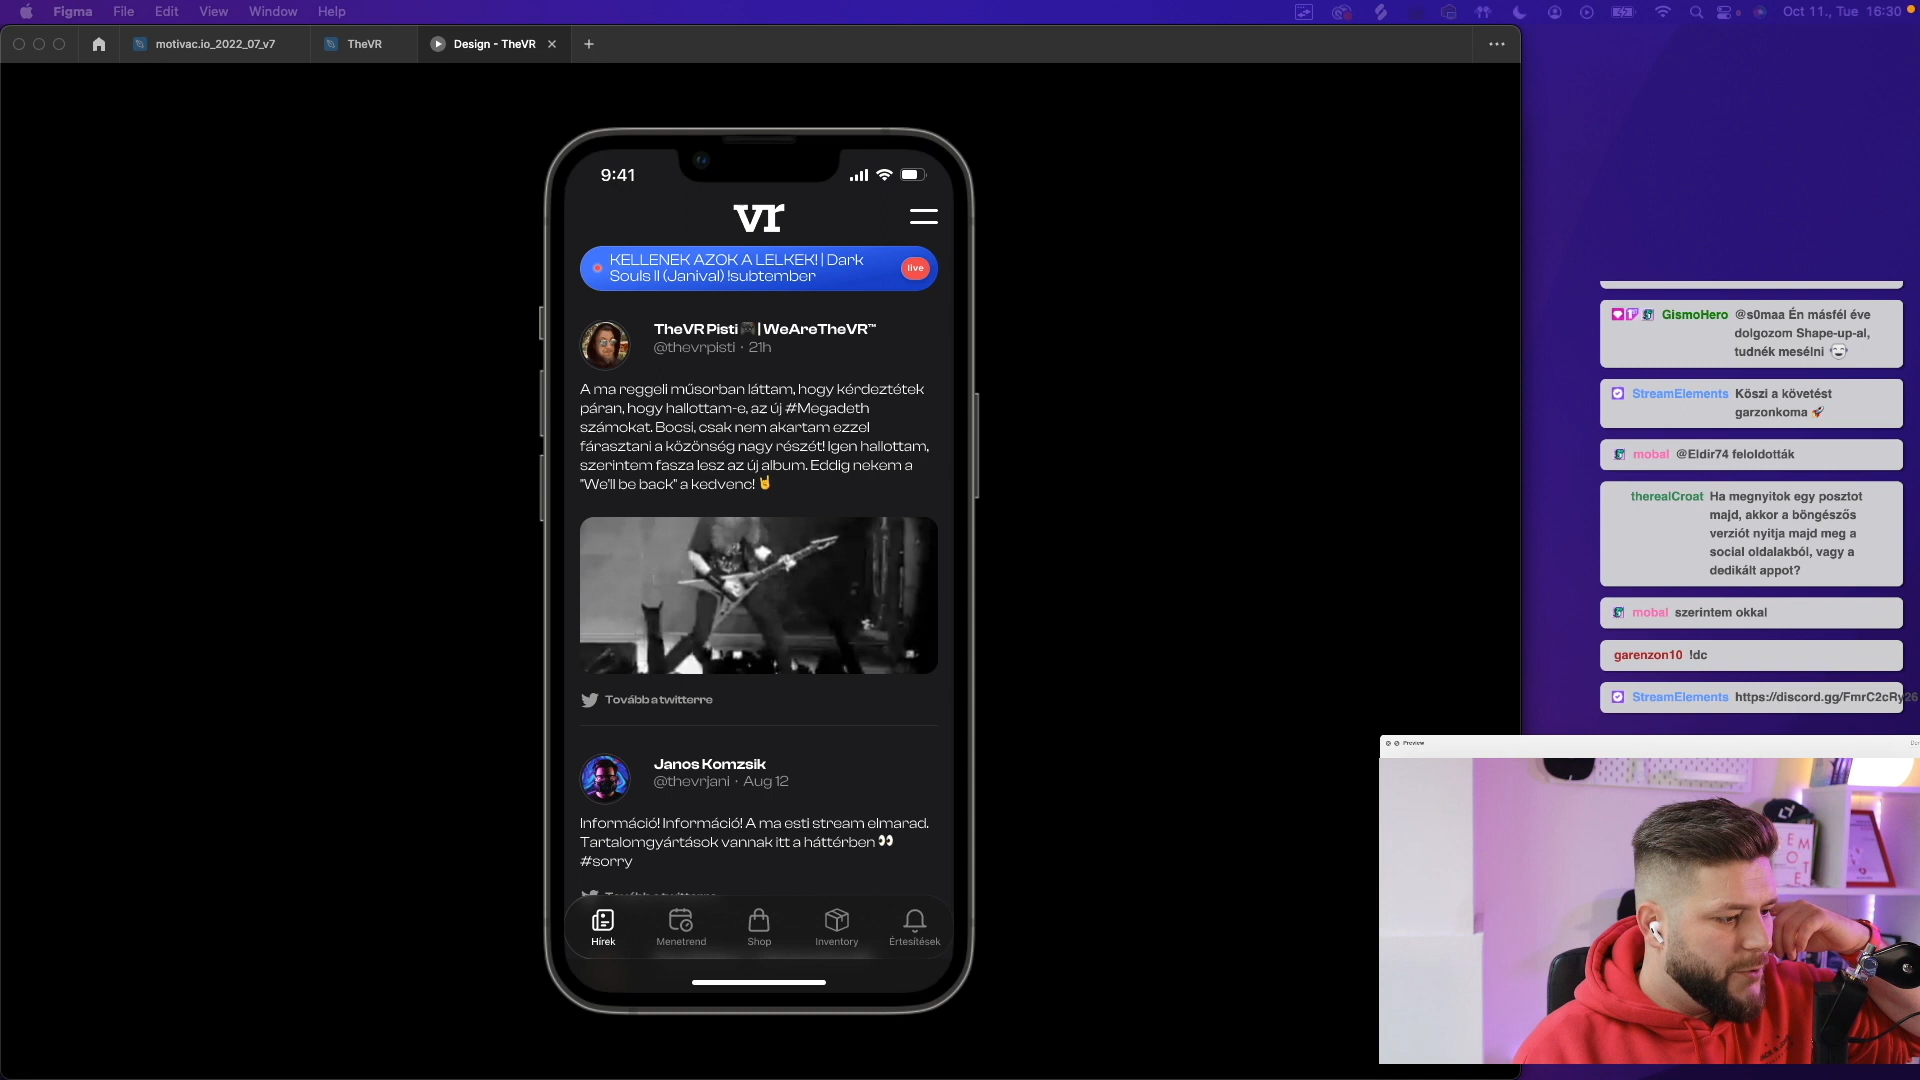 Figma File Edit View Window Help
Oct 11., Tue 16:30
motivac.io_2022_07_v7
TheVR
Design - TheVR
9:41
vr
KELLENEK AZOK A LELKEK! | Dark
Souls II (Janival) !subtember
live
TheVR Pisti 🎮 | WeAreTheVR™
@thevrpisti · 21h
A ma reggeli műsorban láttam, hogy kérdeztétek
páran, hogy hallottam-e, az új #Megadeth
számokat. Bocsi, csak nem akartam ezzel
fárasztani a közönség nagy részét! Igen hallottam,
szerintem fasza lesz az új album. Eddig nekem a
"We'll be back" a kedvenc! 🤘
Tovább a twitterre
Janos Komzsik
@thevrjani · Aug 12
Információ! Információ! A ma esti stream elmarad.
Tartalomgyártások vannak itt a háttérben 👀
#sorry
Tovább a twitterre
Hírek
Menetrend
Shop
Inventory
Értesítések
GismoHero @s0maa Én másfél éve
dolgozom Shape-up-al,
tudnék mesélni
StreamElements Köszi a követést
garzonkoma 🚀
mobal @Eldir74 feloldották
therealCroat Ha megnyitok egy posztot
majd, akkor a böngészős
verziót nyitja majd meg a
social oldalakból, vagy a
dedikált appot?
mobal szerintem okkal
garenzon10 !dc
StreamElements https://discord.gg/FmrC2cRy26
Preview
EM
OTE